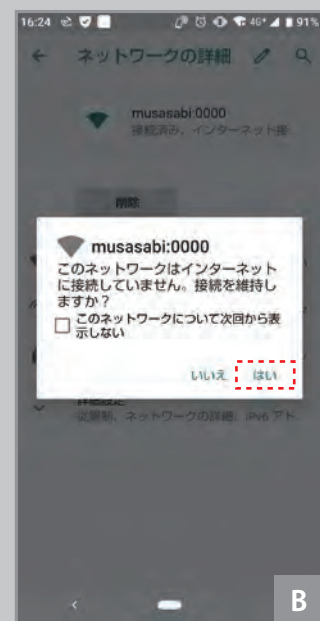 16:24 4G+ 91%
ネットワークの詳細
musasabi:0000
接続済み、インターネット接
削除
musasabi:0000
このネットワークはインターネット
に接続していません。接続を維持し
ますか？
このネットワークについて次回から表
示しない
いいえ はい
詳細設定
従量制、ネットワークの詳細、IPv6 アド
B